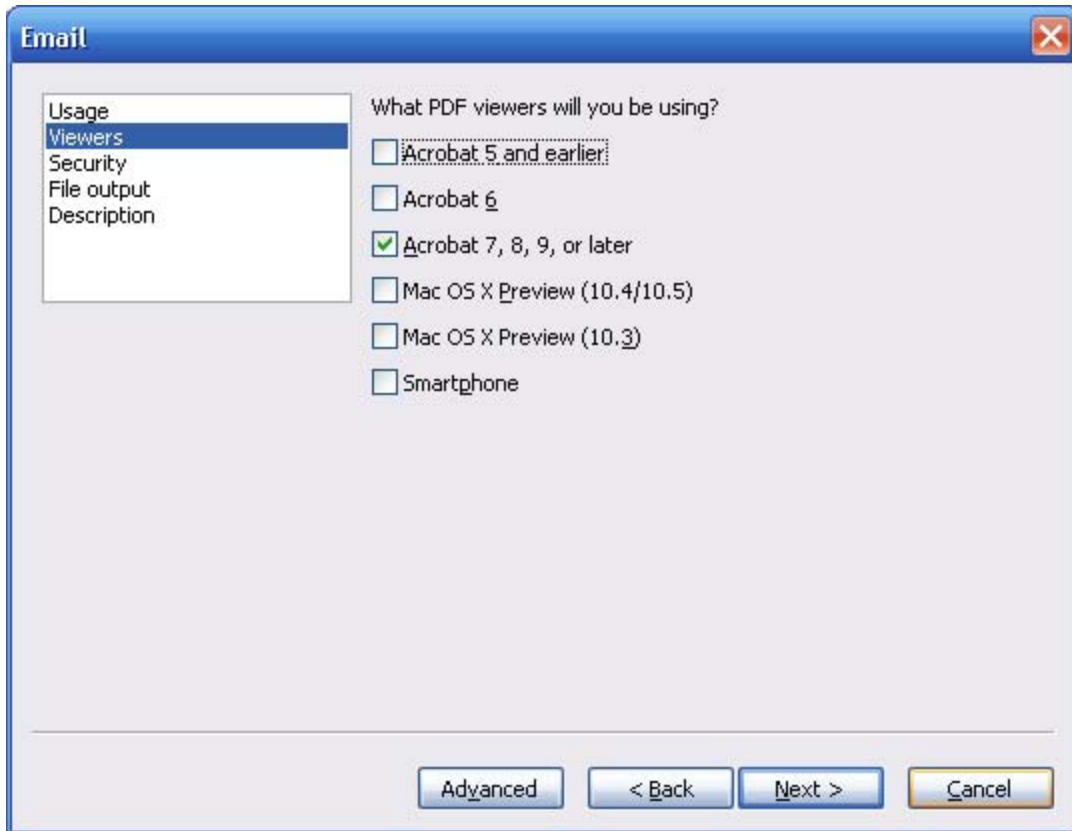 Email
Usage
Viewers
Security
File output
Description
What PDF viewers will you be using?
Acrobat 5 and earlier
Acrobat 6
Acrobat 7, 8, 9, or later
Mac OS X Preview (10.4/10.5)
Mac OS X Preview (10.3)
Smartphone
Advanced
< Back
Next >
Cancel